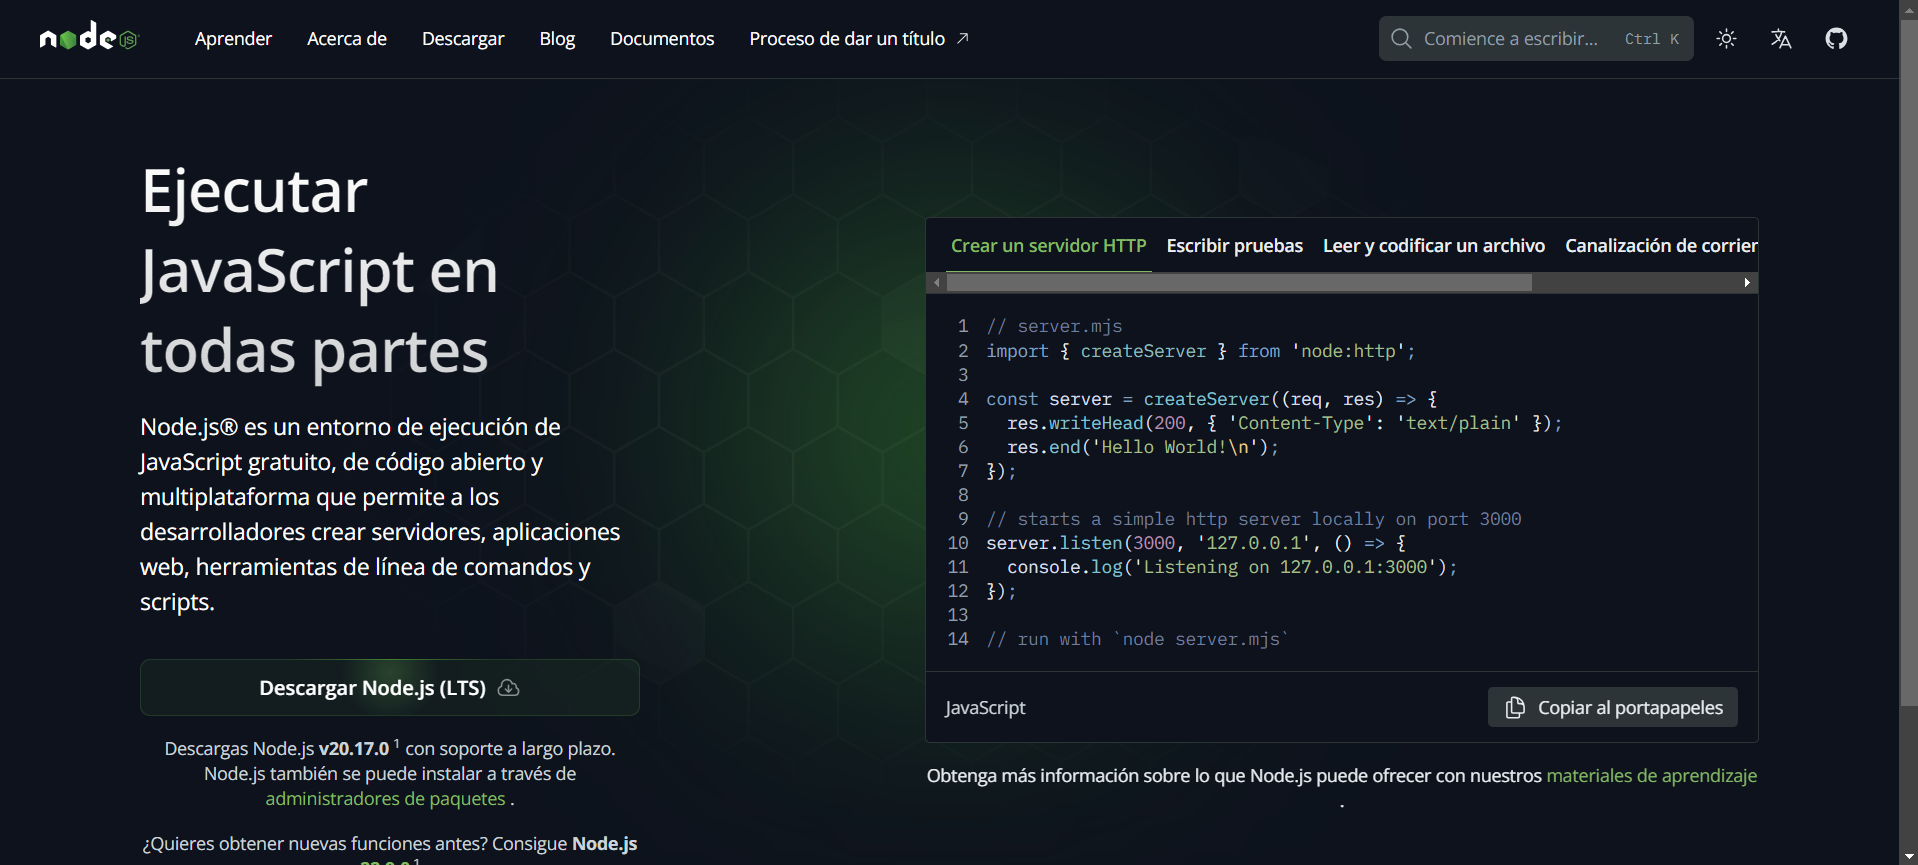 node JS
Aprender Acerca de Descargar Blog Documentos Proceso de dar un título
Comience a escribir... Ctrl K
Ejecutar
JavaScript en
todas partes
Node.js® es un entorno de ejecución de
JavaScript gratuito, de código abierto y
multiplataforma que permite a los
desarrolladores crear servidores, aplicaciones
web, herramientas de línea de comandos y
scripts.
Descargar Node.js (LTS)
Descargas Node.js v20.17.0 1 con soporte a largo plazo.
Node.js también se puede instalar a través de
administradores de paquetes .
¿Quieres obtener nuevas funciones antes? Consigue Node.js
Crear un servidor HTTP Escribir pruebas Leer y codificar un archivo Canalización de corrier
1 // server.mjs
2 import { createServer } from 'node:http';
3
4 const server = createServer((req, res) => {
5 res.writeHead(200, { 'Content-Type': 'text/plain' });
6 res.end('Hello World!\n');
7 });
8
9 // starts a simple http server locally on port 3000
10 server.listen(3000, '127.0.0.1', () => {
11 console.log('Listening on 127.0.0.1:3000');
12 });
13
14 // run with `node server.mjs`
JavaScript
Copiar al portapapeles
Obtenga más información sobre lo que Node.js puede ofrecer con nuestros materiales de aprendizaje
.